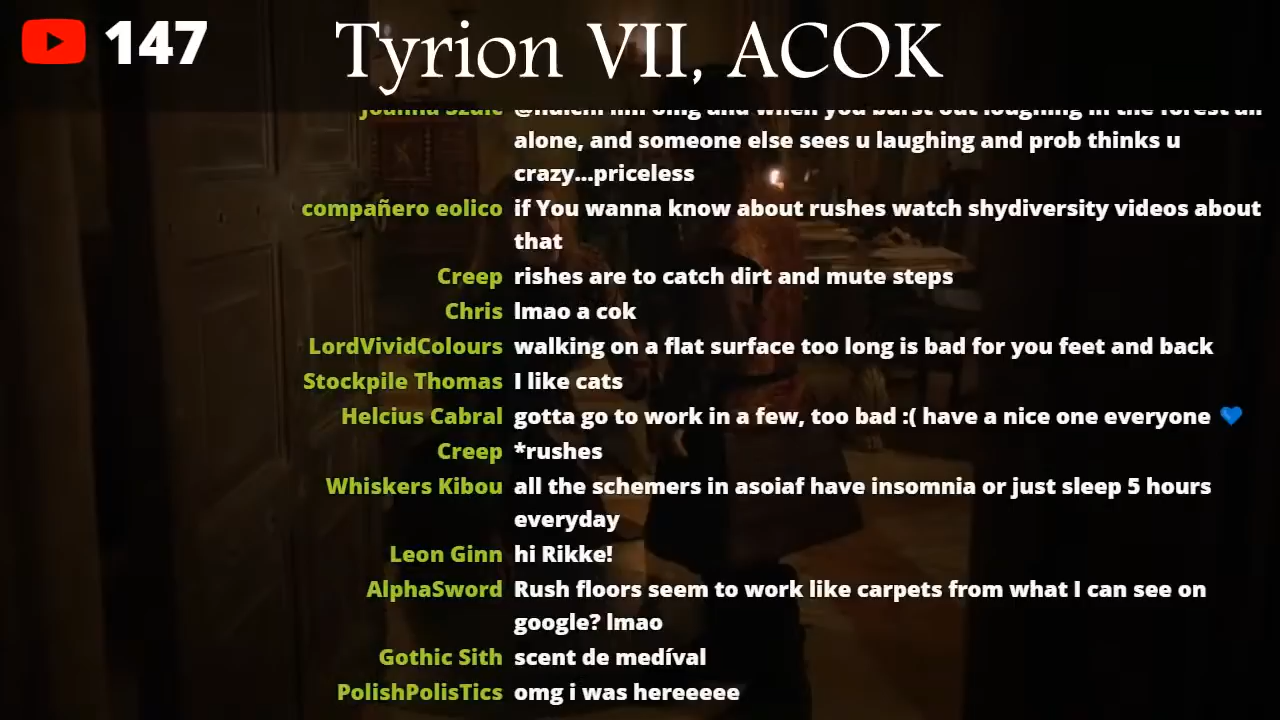 147
Tyrion VII, ACOK
alone, and someone else sees u laughing and prob thinks u
crazy...priceless
compañero eolico if You wanna know about rushes watch shydiversity videos about
that
Creep rishes are to catch dirt and mute steps
Chris lmao a cok
LordVividColours walking on a flat surface too long is bad for you feet and back
Stockpile Thomas I like cats
Helcius Cabral gotta go to work in a few, too bad :( have a nice one everyone 💙
Creep *rushes
Whiskers Kibou all the schemers in asoiaf have insomnia or just sleep 5 hours
everyday
Leon Ginn hi Rikke!
AlphaSword Rush floors seem to work like carpets from what I can see on
google? lmao
Gothic Sith scent de medíval
PolishPolisTics omg i was hereeeee